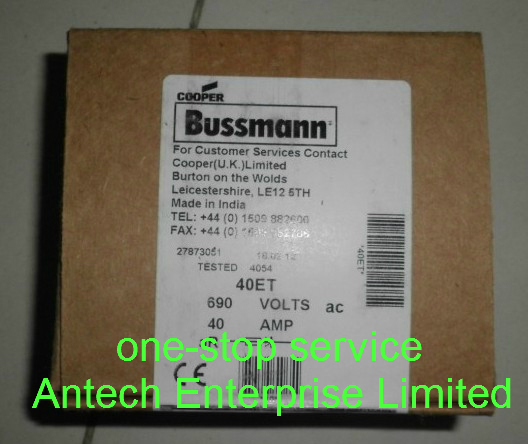 COOPER
Bussmann
For Customer Services Contact
Cooper(U.K.)Limited
Burton on the Wolds
Leicestershire, LE12 5TH
Made in India
TEL: +44 (0) 1509
FAX: +44 (0)
27873051
TESTED 4054
40ET
690 VOLTS ac
40 AMP
*40ET*
one-stop service
CE
Antech Enterprise Limited